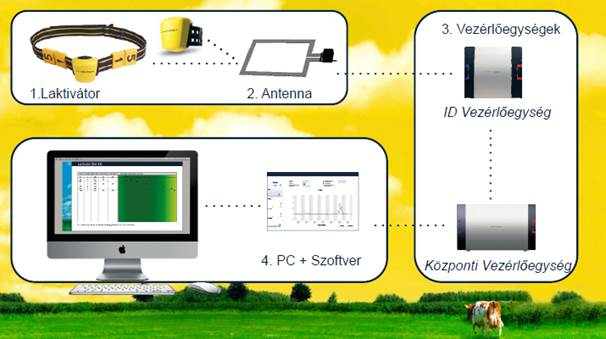 1.Laktivátor
2. Antenna
3. Vezérlőegységek
ID Vezérlőegység
Központi Vezérlőegység
4. PC + Szoftver